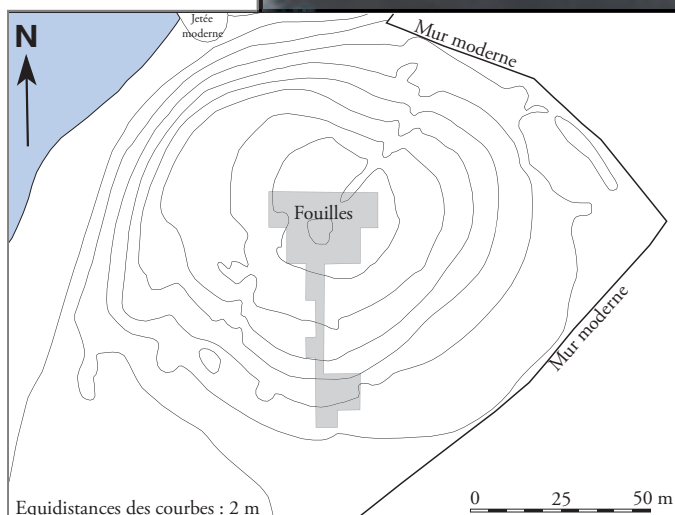 Jetée
moderne
N
Mur moderne
Fouilles
Mur moderne
Equidistances des courbes : 2 m
0 25 50 m